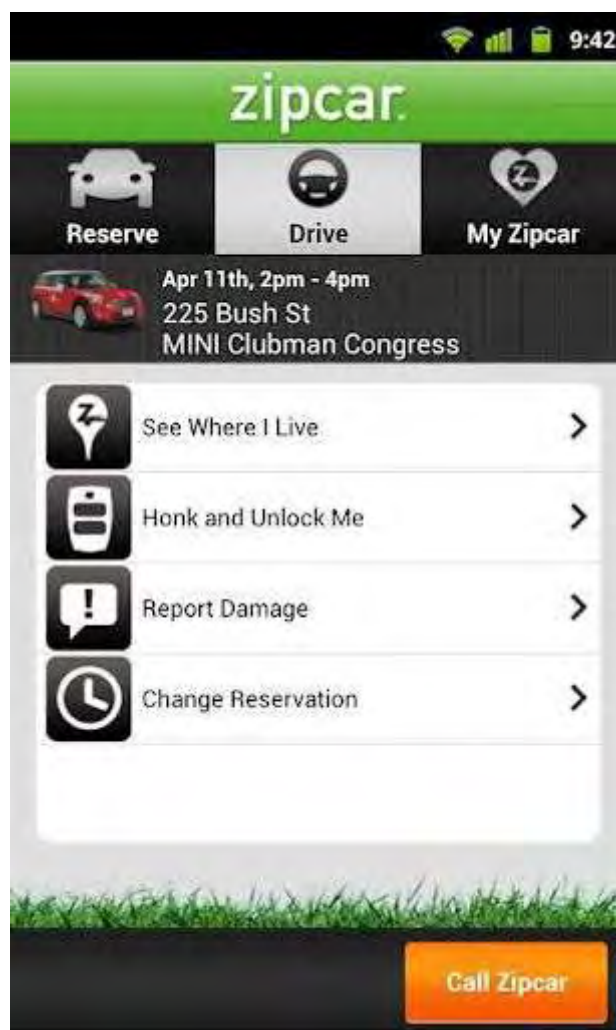 9:42
zipcar.
Reserve
Drive
My Zipcar
Apr 11th, 2pm - 4pm
225 Bush St
MINI Clubman Congress
See Where I Live
Honk and Unlock Me
Report Damage
Change Reservation
Call Zipcar